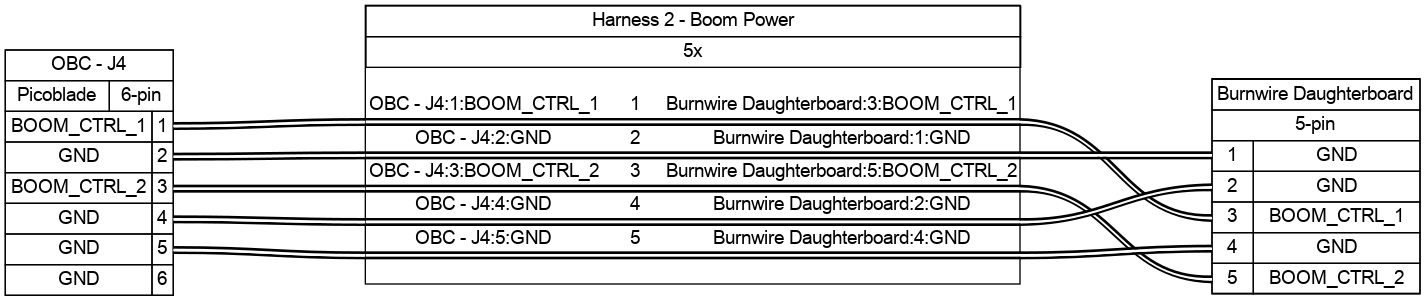 Harness 2 - Boom Power
5x
OBC - J4
Picoblade 6-pin
BOOM_CTRL_1 1
GND 2
BOOM_CTRL_2 3
GND 4
GND 5
GND 6
OBC - J4:1:BOOM_CTRL_1 1 Burnwire Daughterboard:3:BOOM_CTRL_1
OBC - J4:2:GND 2 Burnwire Daughterboard:1:GND
OBC - J4:3:BOOM_CTRL_2 3 Burnwire Daughterboard:5:BOOM_CTRL_2
OBC - J4:4:GND 4 Burnwire Daughterboard:2:GND
OBC - J4:5:GND 5 Burnwire Daughterboard:4:GND
Burnwire Daughterboard
5-pin
1 GND
2 GND
3 BOOM_CTRL_1
4 GND
5 BOOM_CTRL_2